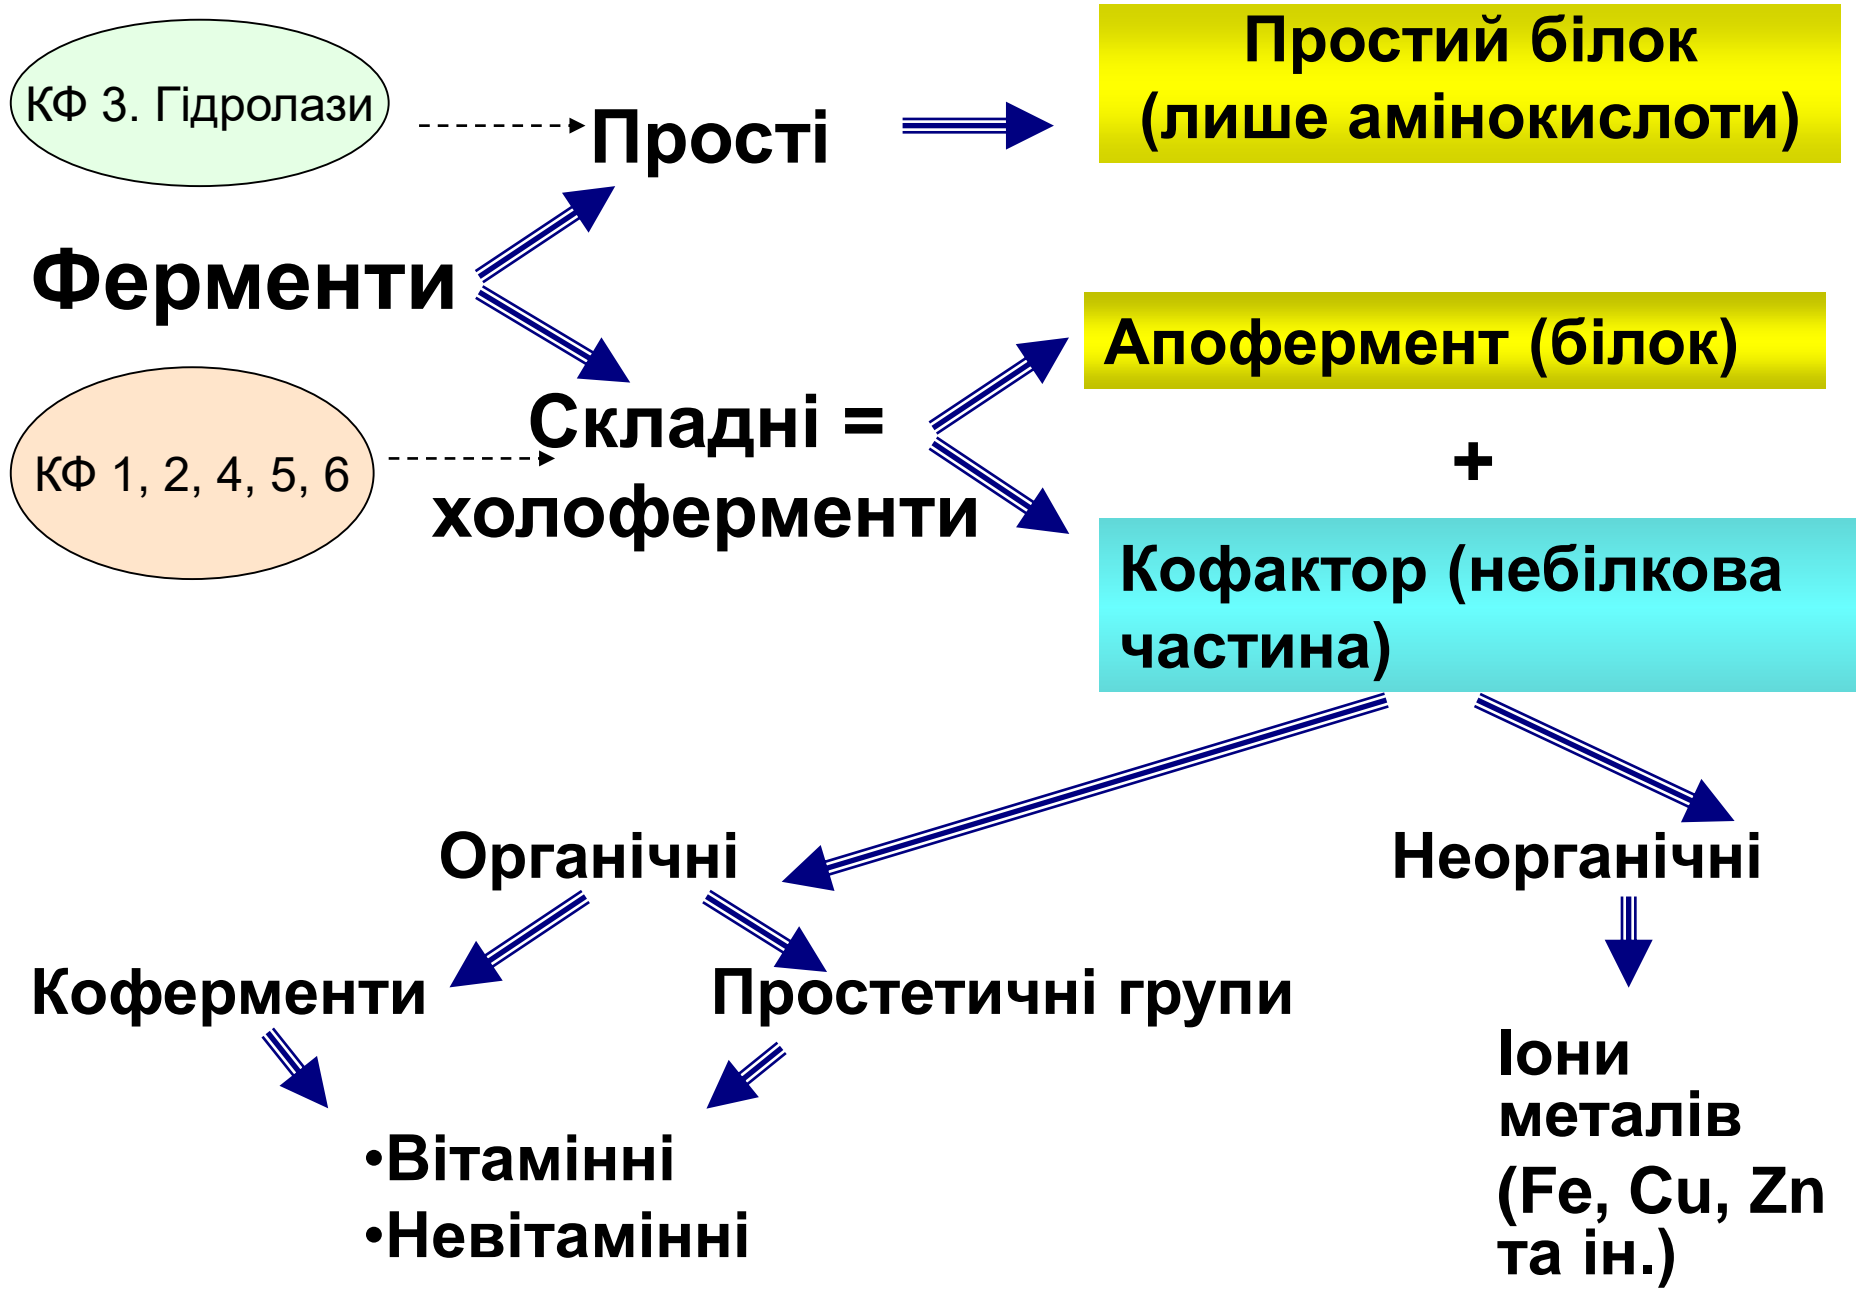 КФ 3. Гідролази
Прості
Простий білок
(лише амінокислоти)
Ферменти
КФ 1, 2, 4, 5, 6
Складні =
холоферменти
Апофермент (білок)
+
Кофактор (небілкова
частина)
Органічні
Неорганічні
Коферменти
Простетичні групи
•Вітамінні
•Невітамінні
Іони
металів
(Fe, Cu, Zn
та ін.)